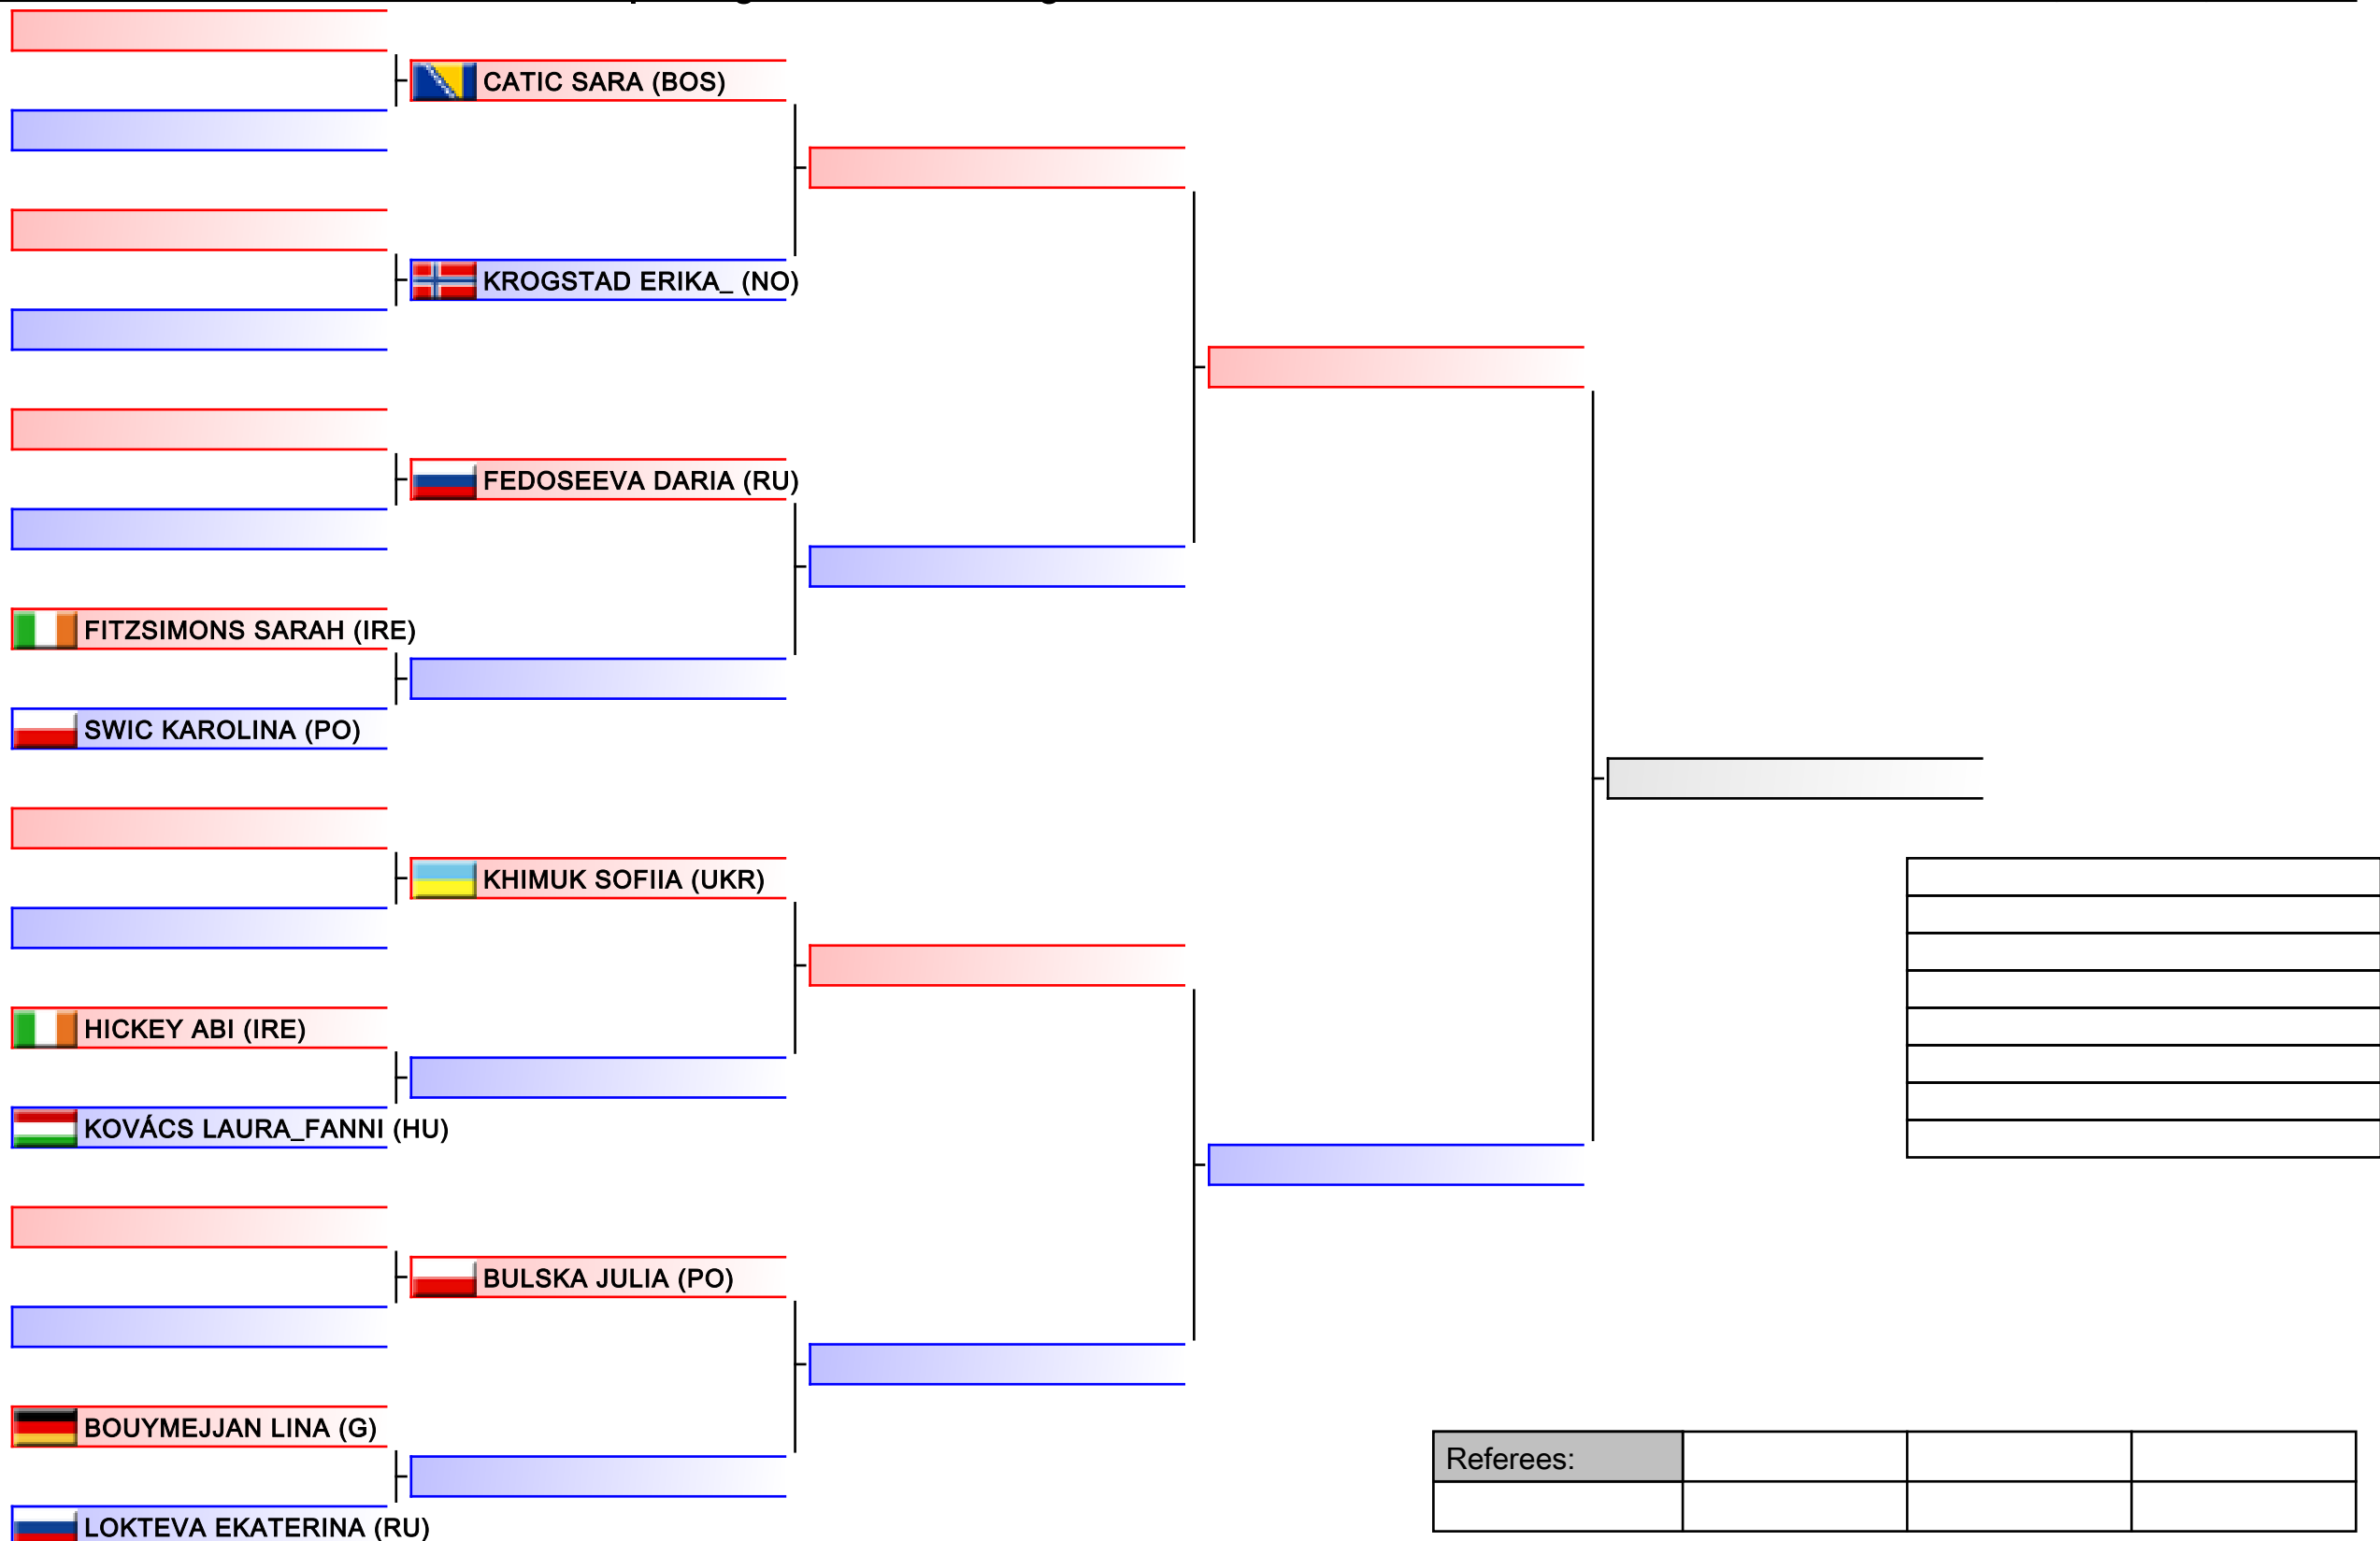 CATIC SARA (BOS)
KROGSTAD ERIKA_ (NO)
FEDOSEEVA DARIA (RU)
FITZSIMONS SARAH (IRE)
SWIC KAROLINA (PO)
KHIMUK SOFIIA (UKR)
HICKEY ABI (IRE)
KOVÁCS LAURA_FANNI (HU)
BULSKA JULIA (PO)
BOUYMEJJAN LINA (G)
LOKTEVA EKATERINA (RU)
Referees: